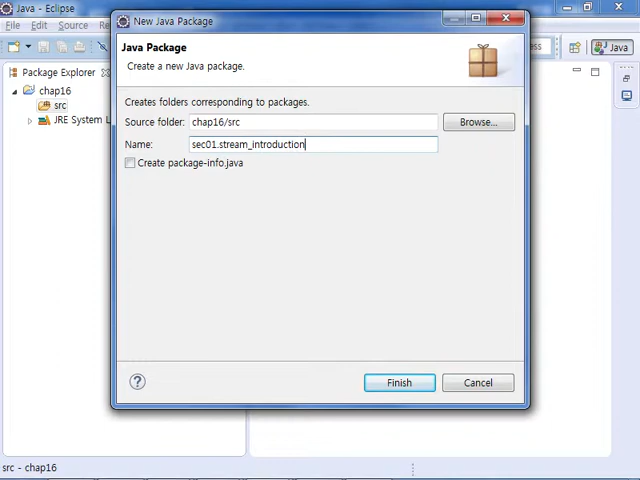 Java - Eclipse
New Java Package
File Edit Source
Java Package
Create a new Java package.
Java
Package Explorer
chap16
src
JRE System L
Creates folders corresponding to packages.
Source folder: chap16/src Browse...
Name: sec01.stream_introduction
Create package-info.java
Finish Cancel
src - chap16